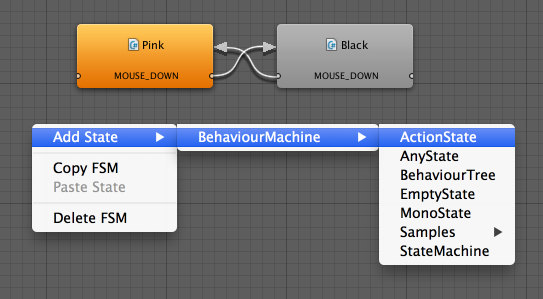 Pink
Black
MOUSE_DOWN
MOUSE_DOWN
Add State
BehaviourMachine
ActionState
AnyState
Copy FSM
BehaviourTree
Paste State
EmptyState
MonoState
Delete FSM
Samples
StateMachine